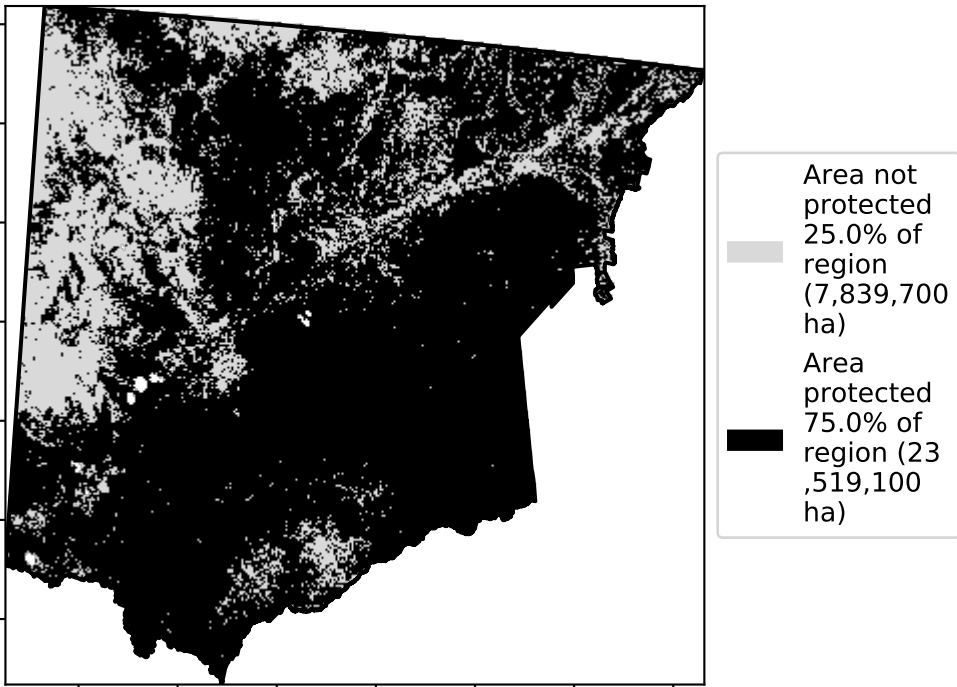 Area not
protected
25.0% of
region
(7,839,700
ha)
Area
protected
75.0% of
region (23
,519,100
ha)